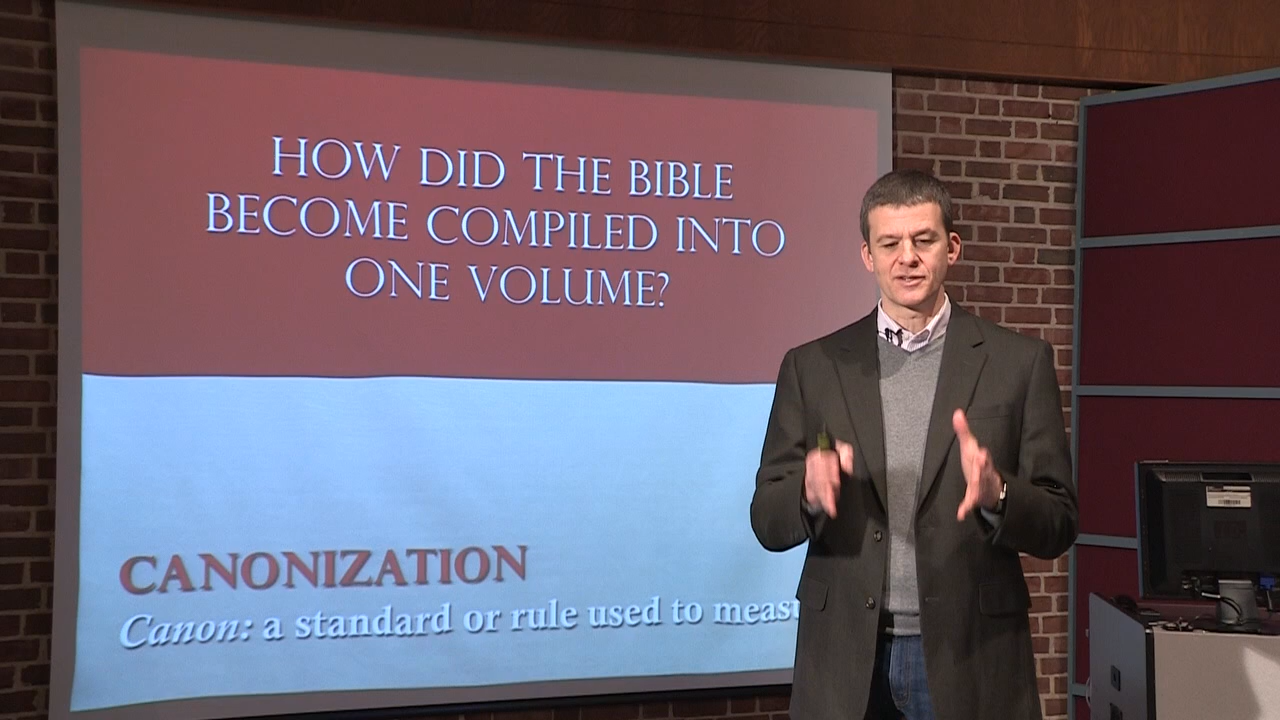 HOW DID THE BIBLE
BECOME COMPILED INTO
ONE VOLUME?
CANONIZATION
Canon: a standard or rule used to